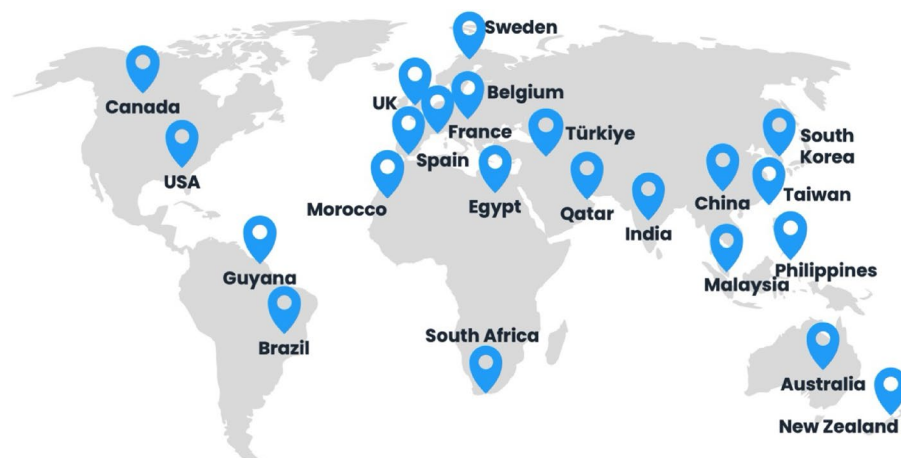 Sweden
Canada
UK
Belgium
France
Türkiye
South
Korea
USA
Spain
Morocco
Egypt
Qatar
India
China
Taiwan
Guyana
Malaysia
Philippines
Brazil
South Africa
Australia
New Zealand